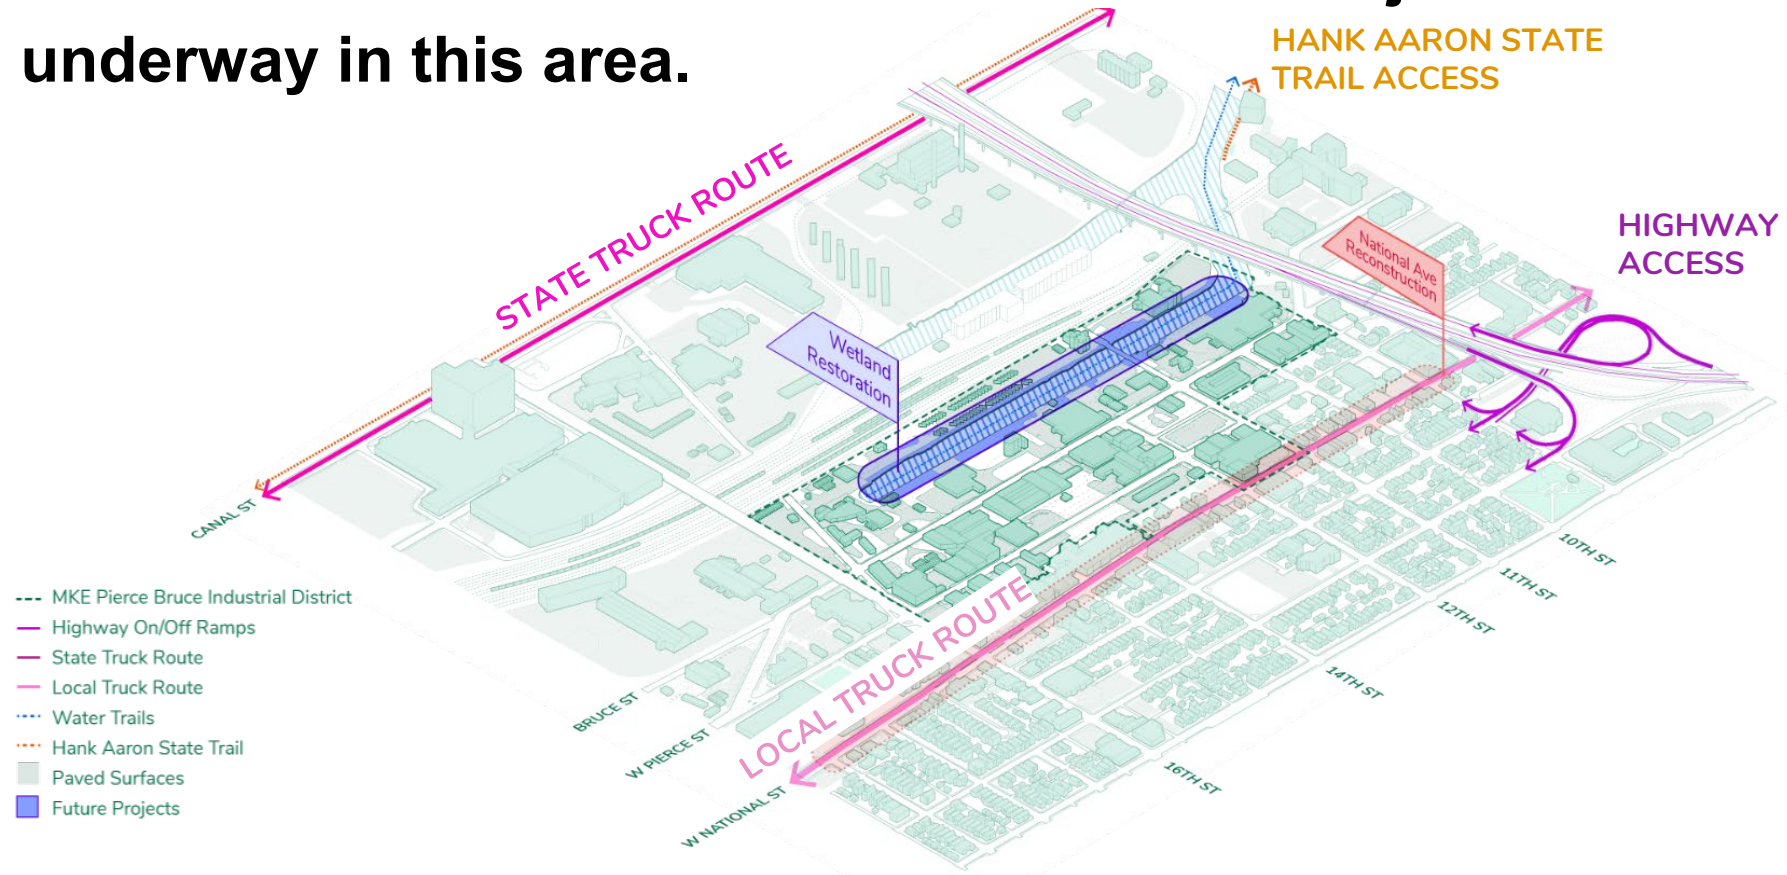 underway in this area.
HANK AARON STATE
TRAIL ACCESS
STATE TRUCK ROUTE
HIGHWAY
ACCESS
National Ave
Reconstruction
Wetland
Restoration
CANAL ST
10TH ST
11TH ST
12TH ST
14TH ST
16TH ST
LOCAL TRUCK ROUTE
BRUCE ST
W PIERCE ST
W NATIONAL ST
MKE Pierce Bruce Industrial District
Highway On/Off Ramps
State Truck Route
Local Truck Route
Water Trails
Hank Aaron State Trail
Paved Surfaces
Future Projects